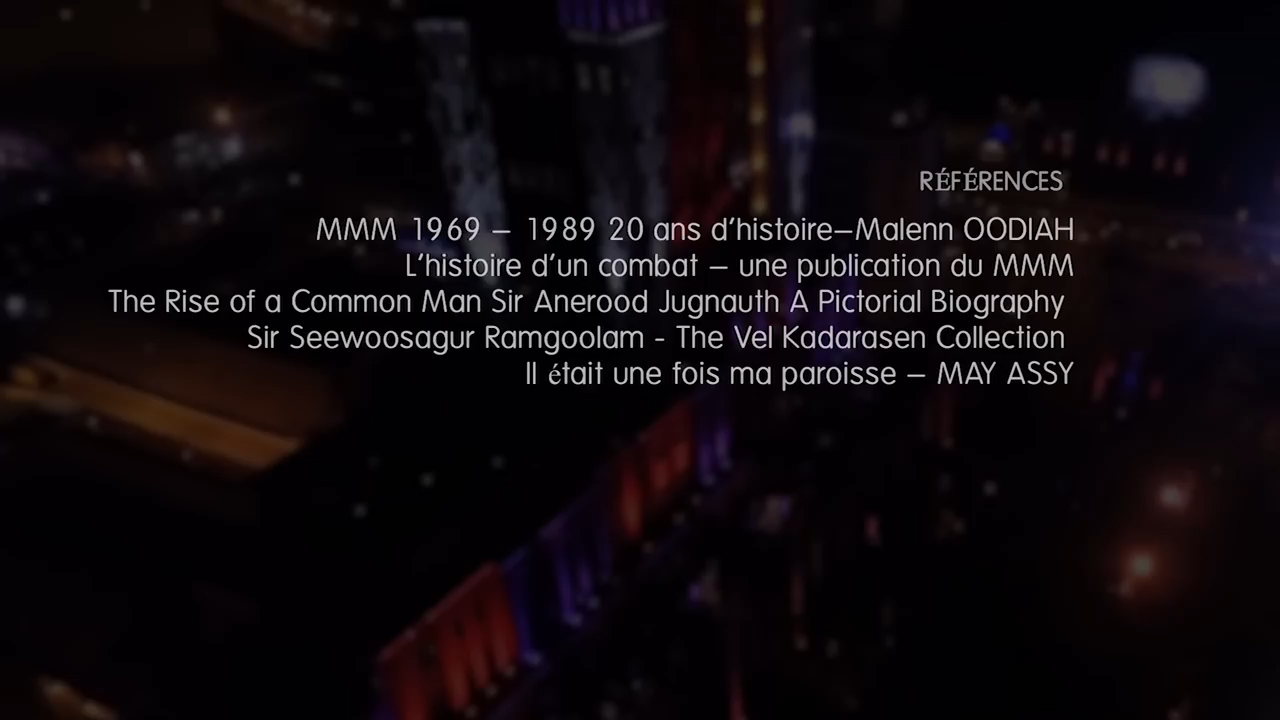 RÉFÉRENCES
MMM 1969 – 1989 20 ans d'histoire–Malenn OODIAH
L'histoire d'un combat – une publication du MMM
The Rise of a Common Man Sir Anerood Jugnauth A Pictorial Biography
Sir Seewoosagur Ramgoolam - The Vel Kadarasen Collection
Il était une fois ma paroisse – MAY ASSY